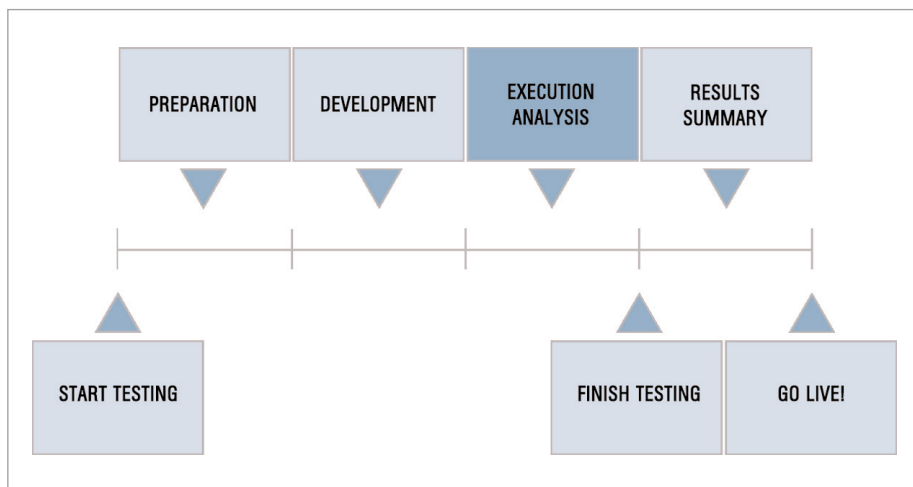 PREPARATION
DEVELOPMENT
EXECUTION
ANALYSIS
RESULTS
SUMMARY
START TESTING
FINISH TESTING
GO LIVE!